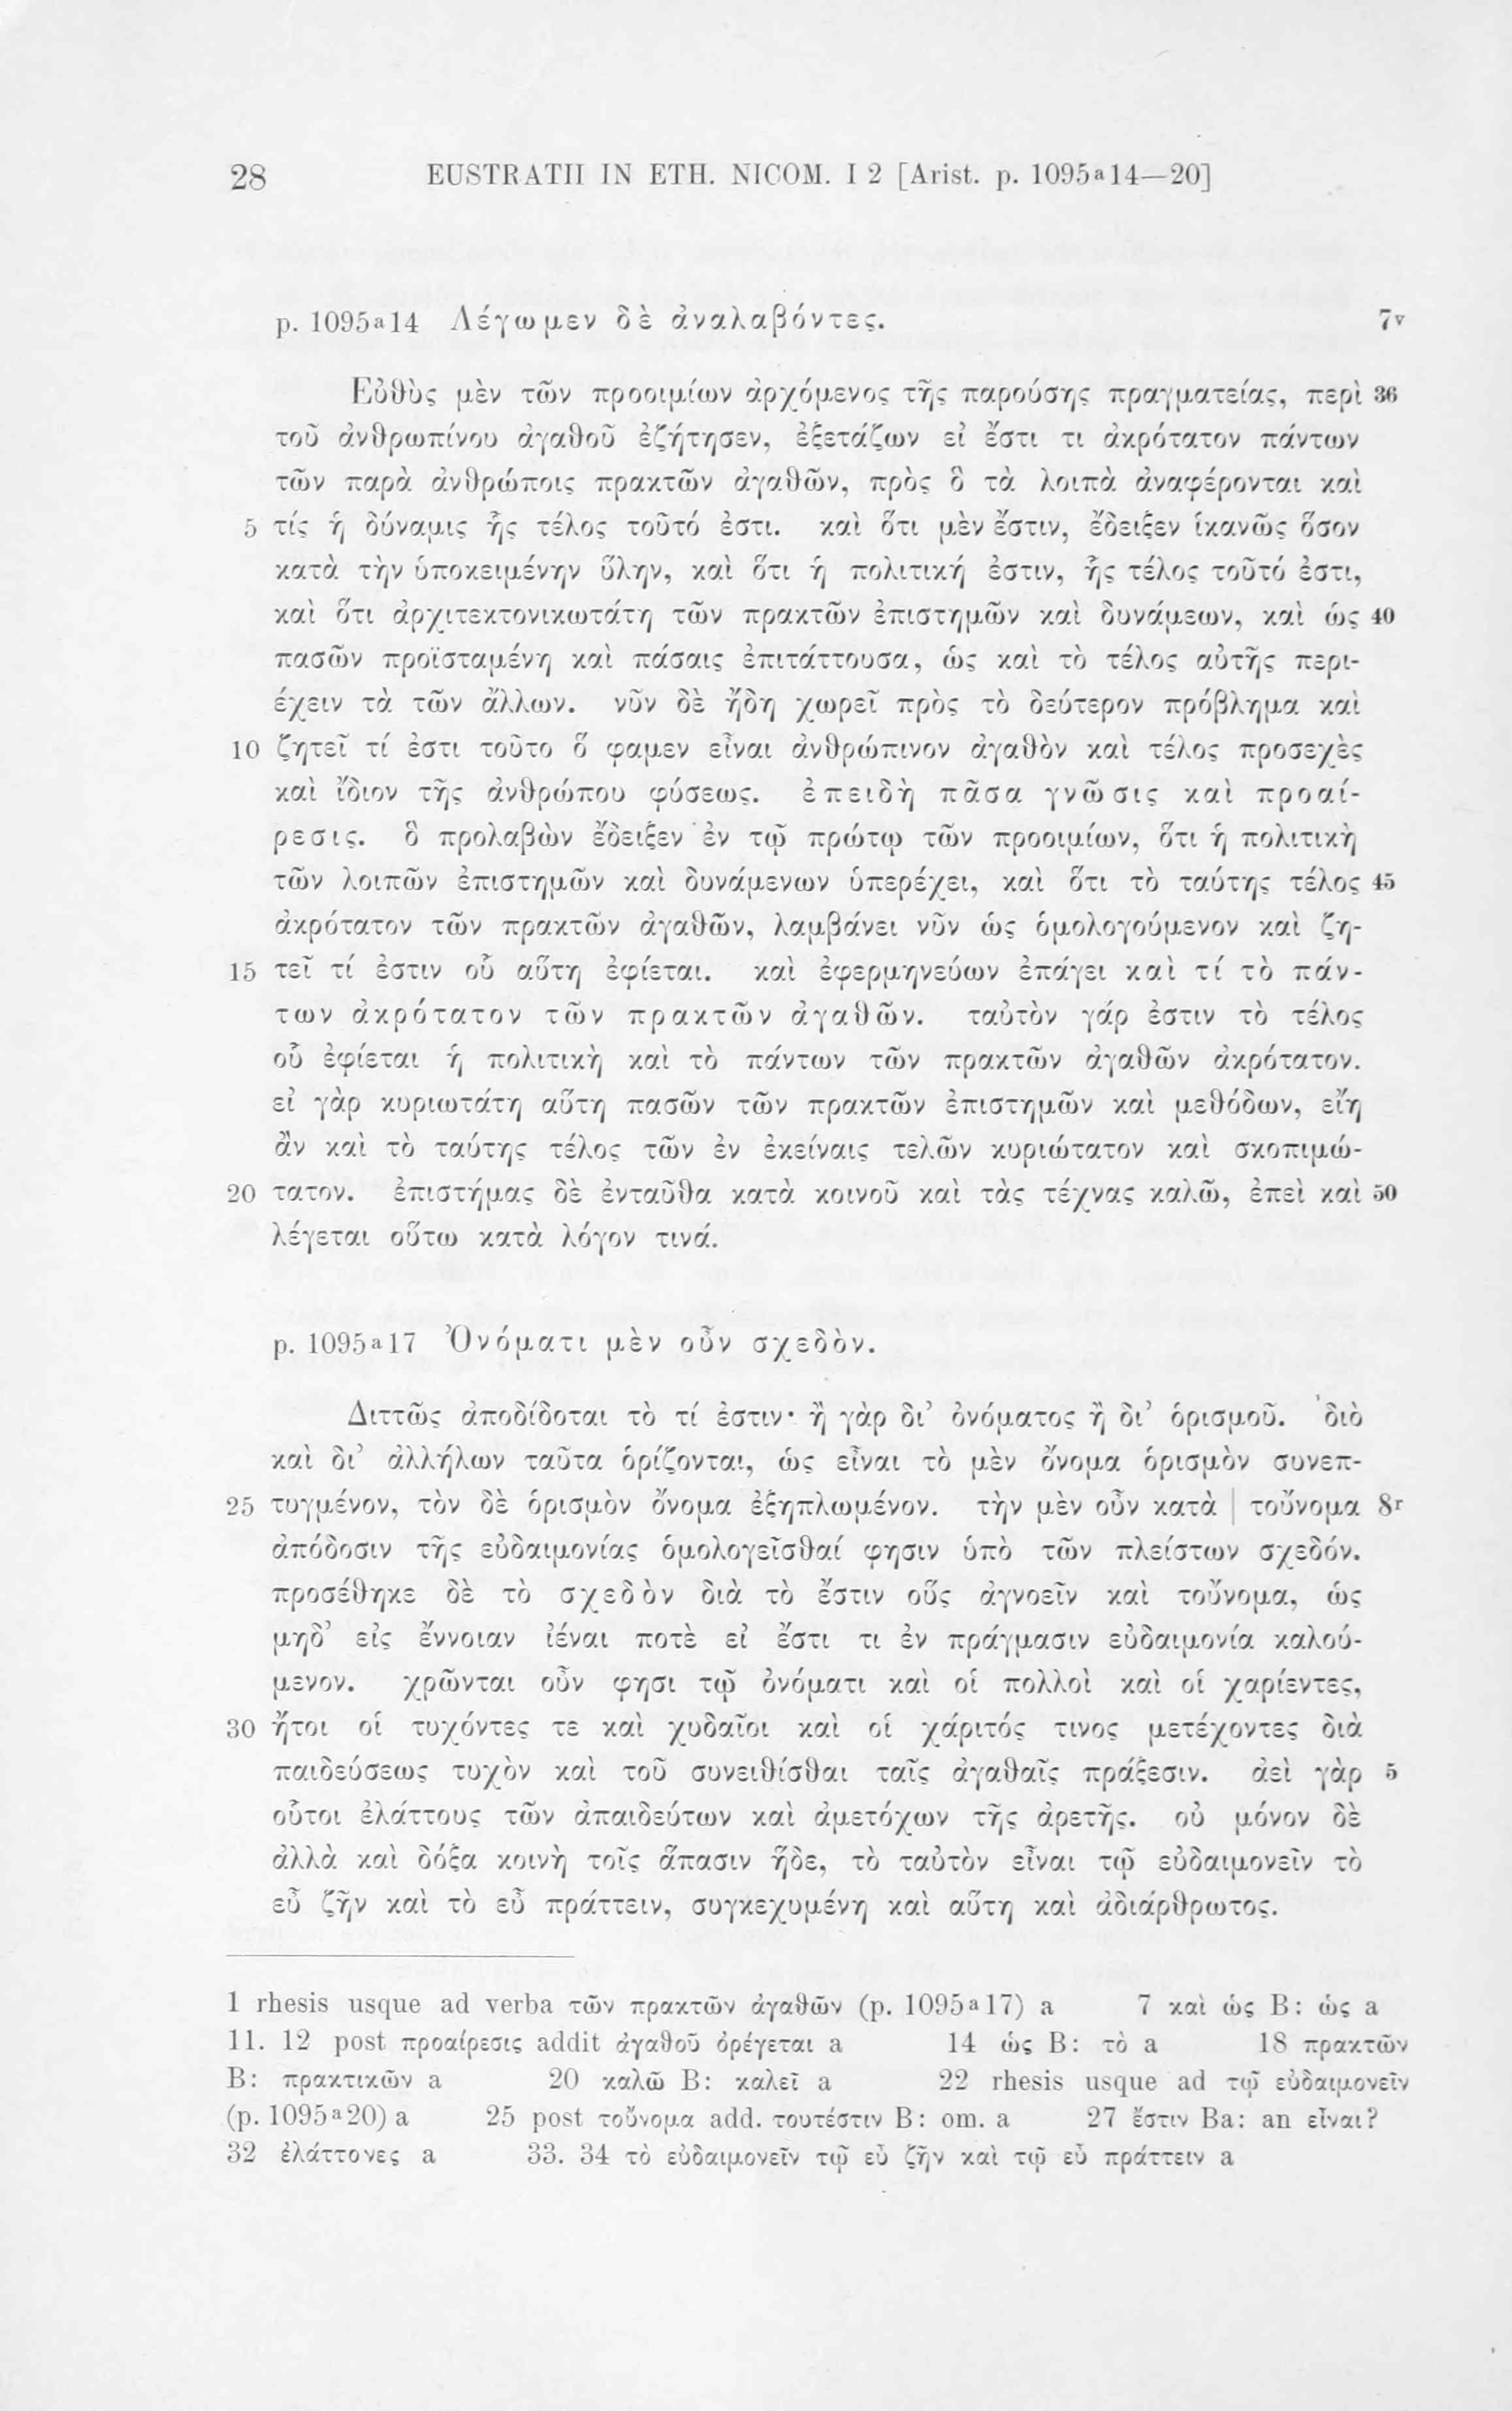 28 EUSTRATII IN ETH. NICOM. I 2 [Arist. p. 1095a14—20]
p. 1095a14 Λέγωμεν δὲ ἀναλαβόντες. 7v
Εὐθὺς μὲν τῶν προοιμίων ἀρχόμενος τῆς παρούσης πραγματείας, περὶ 36
τοῦ ἀνθρωπίνου ἀγαθοῦ ἐζήτησεν, ἐξετάζων εἰ ἔστι τι ἀκρότατον πάντων
τῶν παρὰ ἀνθρώποις πρακτῶν ἀγαθῶν, πρὸς ὃ τὰ λοιπὰ ἀναφέρονται καὶ
5 τίς ἡ δύναμις ἧς τέλος τοῦτό ἐστι. καὶ ὅτι μὲν ἔστιν, ἔδειξεν ἱκανῶς ὅσον
κατὰ τὴν ὑποκειμένην ὕλην, καὶ ὅτι ἡ πολιτική ἐστιν, ἧς τέλος τοῦτό ἐστι,
καὶ ὅτι ἀρχιτεκτονικωτάτη τῶν πρακτῶν ἐπιστημῶν καὶ δυνάμεων, καὶ ὡς 40
πασῶν προϊσταμένη καὶ πάσαις ἐπιτάττουσα, ὡς καὶ τὸ τέλος αὐτῆς περι-
έχειν τὰ τῶν ἄλλων. νῦν δὲ ἤδη χωρεῖ πρὸς τὸ δεύτερον πρόβλημα καὶ
10 ζητεῖ τί ἐστι τοῦτο ὅ φαμεν εἶναι ἀνθρώπινον ἀγαθὸν καὶ τέλος προσεχὲς
καὶ ἴδιον τῆς ἀνθρώπου φύσεως. ἐπειδὴ πᾶσα γνῶσις καὶ προαί-
ρεσις. ὃ προλαβὼν ἔδειξεν ἐν τῷ πρώτῳ τῶν προοιμίων, ὅτι ἡ πολιτικὴ
τῶν λοιπῶν ἐπιστημῶν καὶ δυνάμενων ὑπερέχει, καὶ ὅτι τὸ ταύτης τέλος 45
ἀκρότατον τῶν πρακτῶν ἀγαθῶν, λαμβάνει νῦν ὡς ὁμολογούμενον καὶ ζη-
15 τεῖ τί ἐστιν οὗ αὕτη ἐφίεται. καὶ ἐφερμηνεύων ἐπάγει καὶ τί τὸ πάν-
των ἀκρότατον τῶν πρακτῶν ἀγαθῶν. ταὐτὸν γάρ ἐστιν τὸ τέλος
οὗ ἐφίεται ἡ πολιτικὴ καὶ τὸ πάντων τῶν πρακτῶν ἀγαθῶν ἀκρότατον.
εἰ γὰρ κυριωτάτη αὕτη πασῶν τῶν πρακτῶν ἐπιστημῶν καὶ μεθόδων, εἴη
ἂν καὶ τὸ ταύτης τέλος τῶν ἐν ἐκείναις τελῶν κυριώτατον καὶ σκοπιμώ-
20 τατον. ἐπιστήμας δὲ ἐνταῦθα κατὰ κοινοῦ καὶ τὰς τέχνας καλῶ, ἐπεὶ καὶ 50
λέγεται οὕτω κατὰ λόγον τινά.
p. 1095a17 Ὀνόματι μὲν οὖν σχεδὸν.
Διττῶς ἀποδίδοται τὸ τί ἐστιν· ἢ γὰρ δι’ ὀνόματος ἢ δι’ ὁρισμοῦ. διὸ
καὶ δι’ ἀλλήλων ταῦτα ὁρίζονται, ὡς εἶναι τὸ μὲν ὄνομα ὁρισμὸν συνεπ-
25 τυγμένον, τὸν δὲ ὁρισμὸν ὄνομα ἐξηπλωμένον. τὴν μὲν οὖν κατὰ | τοὔνομα 8r
ἀπόδοσιν τῆς εὐδαιμονίας ὁμολογεῖσθαί φησιν ὑπὸ τῶν πλείστων σχεδόν.
προσέθηκε δὲ τὸ σχεδὸν διὰ τὸ ἔστιν οὓς ἀγνοεῖν καὶ τοὔνομα, ὡς
μηδ’ εἰς ἔννοιαν ἰέναι ποτὲ εἰ ἔστι τι ἐν πράγμασιν εὐδαιμονία καλού-
μενον. χρῶνται οὖν φησι τῷ ὀνόματι καὶ οἱ πολλοὶ καὶ οἱ χαρίεντες,
30 ἤτοι οἱ τυχόντες τε καὶ χυδαῖοι καὶ οἱ χάριτός τινος μετέχοντες διὰ
παιδεύσεως τυχὸν καὶ τοῦ συνειθίσθαι ταῖς ἀγαθαῖς πράξεσιν. ἀεὶ γὰρ 5
οὗτοι ἐλάττους τῶν ἀπαιδεύτων καὶ ἀμετόχων τῆς ἀρετῆς. οὐ μόνον δὲ
ἀλλὰ καὶ δόξα κοινὴ τοῖς ἅπασιν ἥδε, τὸ ταὐτὸν εἶναι τῷ εὐδαιμονεῖν τὸ
εὖ ζῆν καὶ τὸ εὖ πράττειν, συγκεχυμένη καὶ αὕτη καὶ ἀδιάρθρωτος.
1 rhesis usque ad verba τῶν πρακτῶν ἀγαθῶν (p. 1095a17) a 7 καὶ ὡς B: ὡς a
11. 12 post προαίρεσις addit ἀγαθοῦ ὀρέγεται a 14 ὡς B: τὸ a 18 πρακτῶν
B: πρακτικῶν a 20 καλῶ B: καλεῖ a 22 rhesis usque ad τῷ εὐδαιμονεῖν
(p. 1095a20) a 25 post τοὔνομα add. τουτέστιν B: om. a 27 ἔστιν Ba: an εἶναι?
32 ἐλάττονες a 33. 34 τὸ εὐδαιμονεῖν τῷ εὖ ζῆν καὶ τῷ εὖ πράττειν a